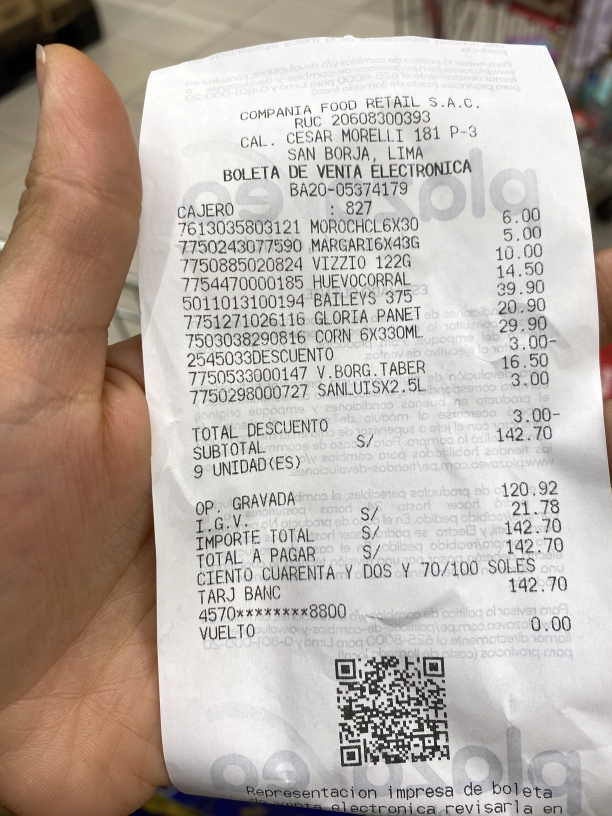 COMPANIA FOOD RETAIL S.A.C.
RUC 20608300393
CAL. CESAR MORELLI 181 P-3
SAN BORJA, LIMA
BOLETA DE VENTA ELECTRONICA
BA20-05374179
CAJERO : 827
7613035803121 MOROCHCL6X30 6.00
7750243077590 MARGARI6X43G 5.00
7750885020824 VIZZIO 122G 10.00
7754470000185 HUEVOCORRAL 14.50
5011013100194 BAILEYS 375 39.90
7751271026116 GLORIA PANET 20.90
7503038290816 CORN 6X330ML 29.90
2545033DESCUENTO 3.00-
7750533000147 V.BORG.TABER 16.50
7750298000727 SANLUISX2.5L 3.00
TOTAL DESCUENTO 3.00-
SUBTOTAL S/ 142.70
9 UNIDAD(ES)
OP. GRAVADA 120.92
I.G.V. S/ 21.78
IMPORTE TOTAL S/ 142.70
TOTAL A PAGAR S/ 142.70
CIENTO CUARENTA Y DOS Y 70/100 SOLES
TARJ BANC 142.70
4570********8800
VUELTO 0.00
Representacion impresa de boleta
de venta electronica revisarla en